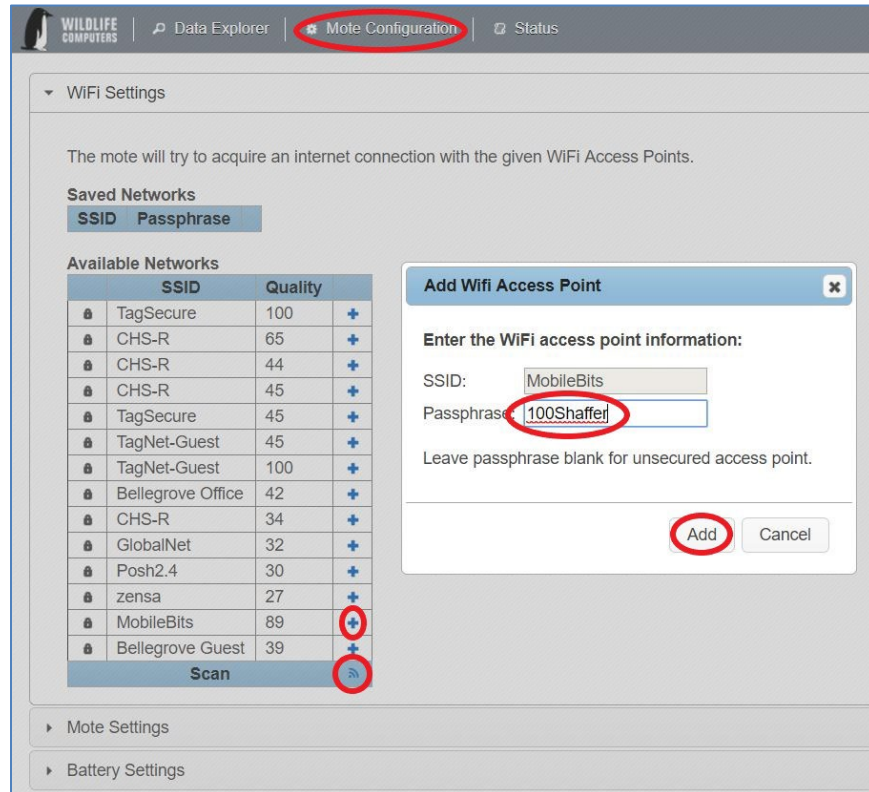 WILDLIFE COMPUTERS Data Explorer Mote Configuration Status
WiFi Settings
The mote will try to acquire an internet connection with the given WiFi Access Points.
Saved Networks
SSID Passphrase
Available Networks
SSID Quality
TagSecure 100
CHS-R 65
CHS-R 44
CHS-R 45
TagSecure 45
TagNet-Guest 45
TagNet-Guest 100
Bellegrove Office 42
CHS-R 34
GlobalNet 32
Posh2.4 30
zensa 27
MobileBits 89
Bellegrove Guest 39
Scan
Add Wifi Access Point
Enter the WiFi access point information:
SSID: MobileBits
Passphrase: 100Shaffer
Leave passphrase blank for unsecured access point.
Add Cancel
Mote Settings
Battery Settings